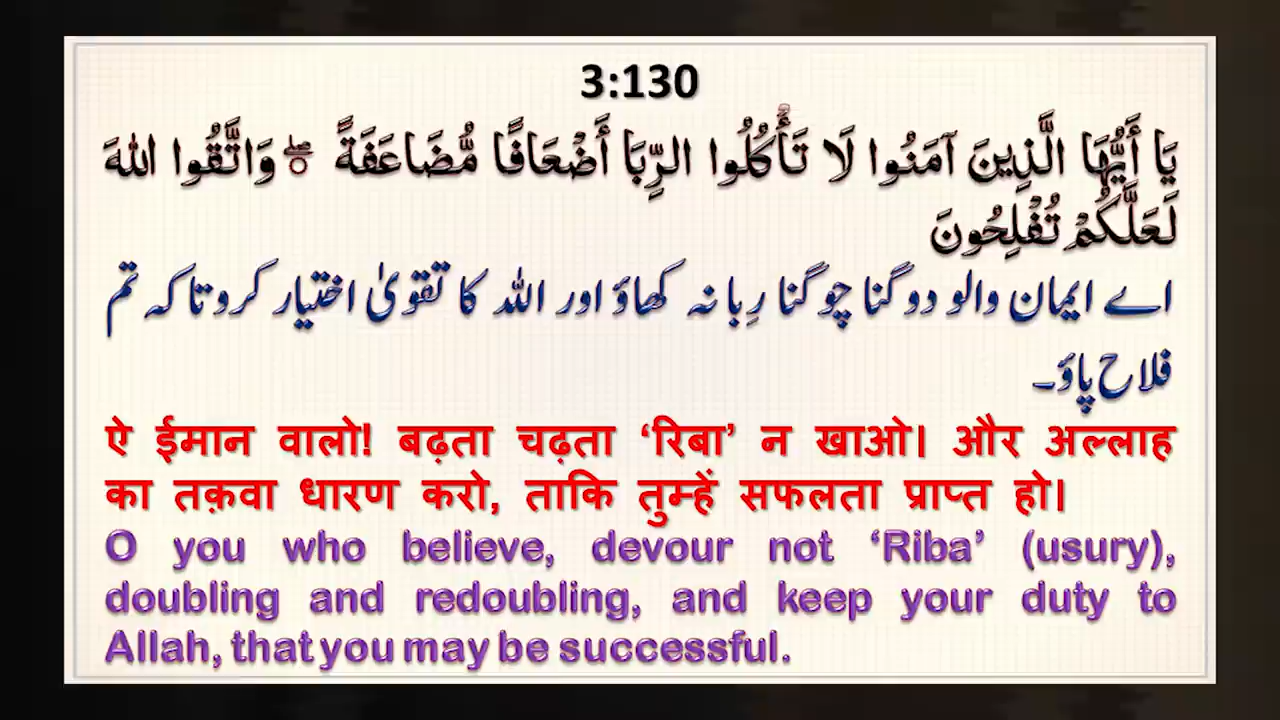 3:130
يَا أَيُّهَا الَّذِينَ آمَنُوا لَا تَأْكُلُوا الرِّبَا أَضْعَافًا مُّضَاعَفَةً ۖ وَاتَّقُوا اللهَ
لَعَلَّكُمْ تُفْلِحُونَ
اے ایمان والو دو گنا چوگنا رِبا نہ کھاؤ اور اللہ کا تقویٰ اختیار کرو تاکہ تم
فلاح پاؤ۔
ऐ ईमान वालो! बढ़ता चढ़ता ‘रिबा’ न खाओ। और अल्लाह
का तक़वा धारण करो, ताकि तुम्हें सफलता प्राप्त हो।
O you who believe, devour not ‘Riba’ (usury),
doubling and redoubling, and keep your duty to
Allah, that you may be successful.